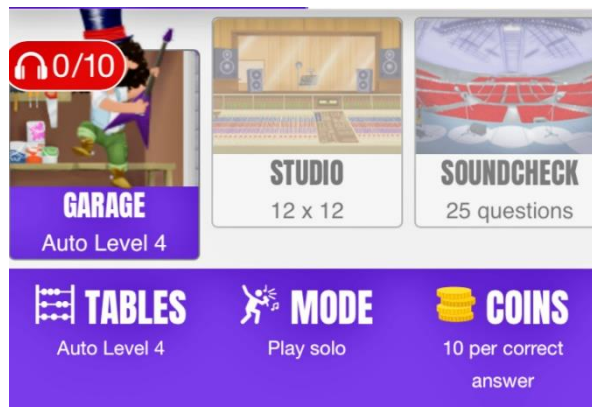 0/10
GARAGE
Auto Level 4
STUDIO
12 x 12
SOUNDCHECK
25 questions
TABLES
Auto Level 4
MODE
Play solo
COINS
10 per correct
answer